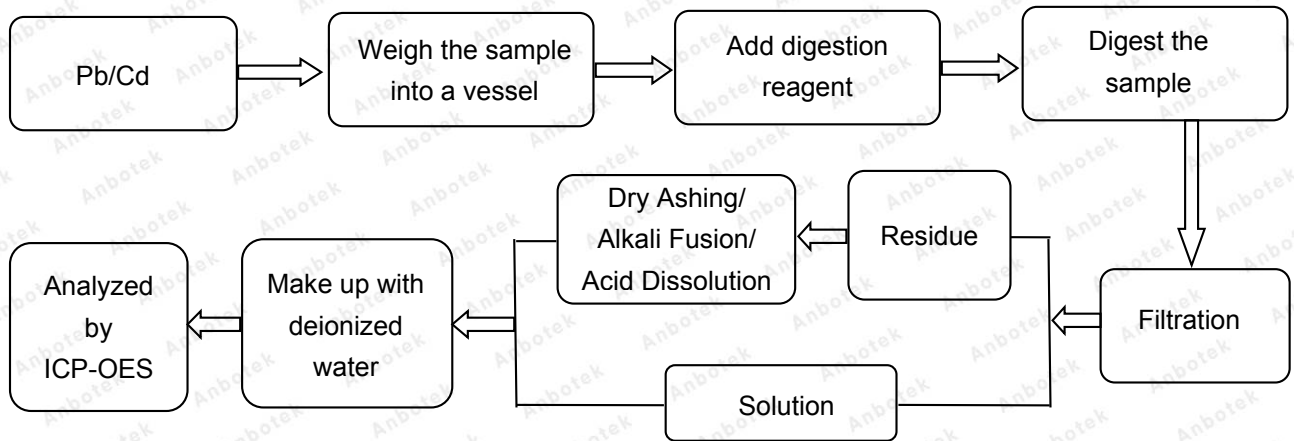 Pb/Cd
Weigh the sample
into a vessel
Add digestion
reagent
Digest the
sample
Filtration
Residue
Solution
Dry Ashing/
Alkali Fusion/
Acid Dissolution
Make up with
deionized
water
Analyzed
by
ICP-OES
Anbotek